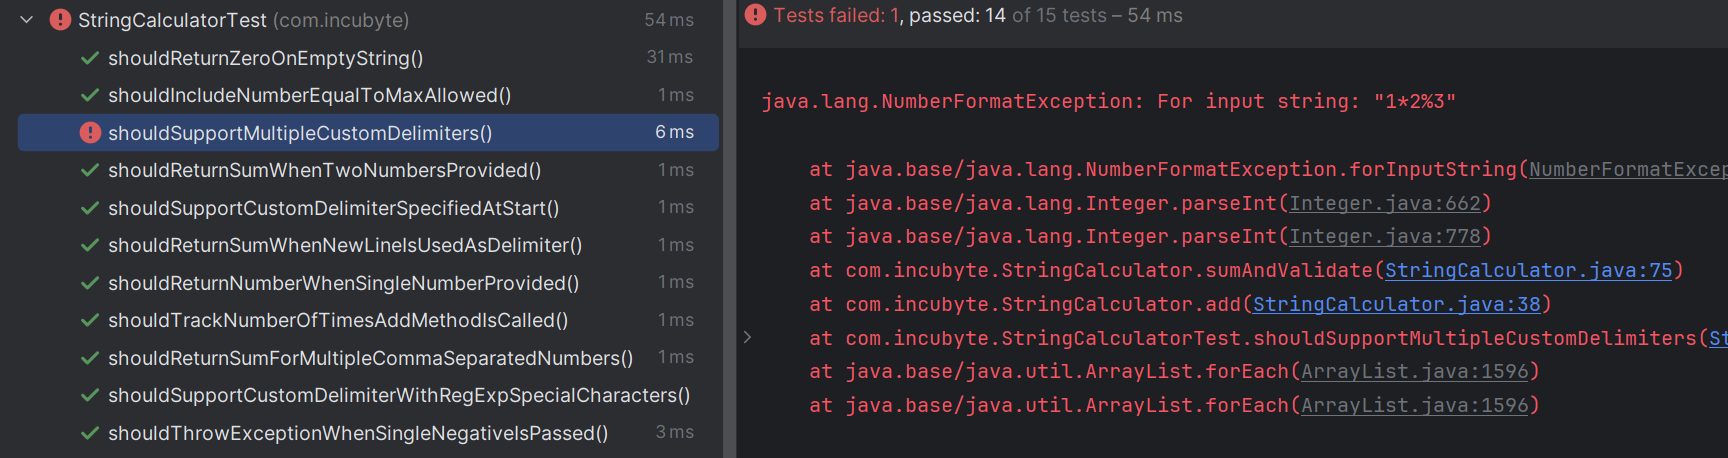 StringCalculatorTest (com.incubyte) 54 ms
shouldReturnZeroOnEmptyString() 31 ms
shouldIncludeNumberEqualToMaxAllowed() 1 ms
shouldSupportMultipleCustomDelimiters() 6 ms
shouldReturnSumWhenTwoNumbersProvided() 1 ms
shouldSupportCustomDelimiterSpecifiedAtStart() 1 ms
shouldReturnSumWhenNewLineIsUsedAsDelimiter() 1 ms
shouldReturnNumberWhenSingleNumberProvided() 1 ms
shouldTrackNumberOfTimesAddMethodIsCalled() 1 ms
shouldReturnSumForMultipleCommaSeparatedNumbers() 1 ms
shouldSupportCustomDelimiterWithRegExpSpecialCharacters()
shouldThrowExceptionWhenSingleNegativeIsPassed() 3 ms
Tests failed: 1, passed: 14 of 15 tests – 54 ms
java.lang.NumberFormatException: For input string: "1*2%3"
at java.base/java.lang.NumberFormatException.forInputString(NumberFormatExcep
at java.base/java.lang.Integer.parseInt(Integer.java:662)
at java.base/java.lang.Integer.parseInt(Integer.java:778)
at com.incubyte.StringCalculator.sumAndValidate(StringCalculator.java:75)
at com.incubyte.StringCalculator.add(StringCalculator.java:38)
at com.incubyte.StringCalculatorTest.shouldSupportMultipleCustomDelimiters(St
at java.base/java.util.ArrayList.forEach(ArrayList.java:1596)
at java.base/java.util.ArrayList.forEach(ArrayList.java:1596)